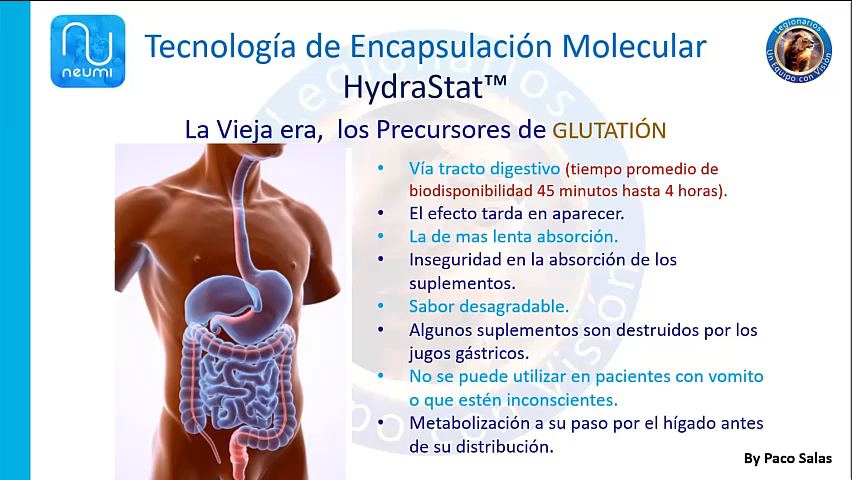 neumi
Tecnología de Encapsulación Molecular
HydraStat™
Legionarios
Un Equipo con Visión
La Vieja era, los Precursores de GLUTATIÓN
Vía tracto digestivo (tiempo promedio de
biodisponibilidad 45 minutos hasta 4 horas).
El efecto tarda en aparecer.
La de mas lenta absorción.
Inseguridad en la absorción de los
suplementos.
Sabor desagradable.
Algunos suplementos son destruidos por los
jugos gástricos.
No se puede utilizar en pacientes con vomito
o que estén inconscientes.
Metabolización a su paso por el hígado antes
de su distribución.
By Paco Salas